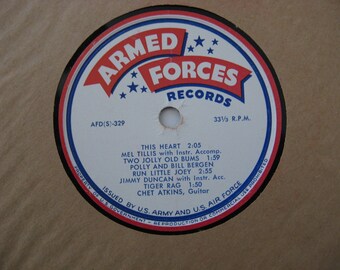 ARMED
FORCES
RECORDS
AFD(S)-329 33⅓ R.P.M.
THIS HEART 2:05
MEL TILLIS with Instr. Accomp.
TWO JOLLY OLD BUMS 1:59
POLLY AND BILL BERGEN
RUN LITTLE JOEY 2:55
JIMMY DUNCAN with Instr. Acc.
TIGER RAG 1:50
CHET ATKINS, Guitar
ISSUED BY U.S. ARMY AND U.S. AIR FORCE